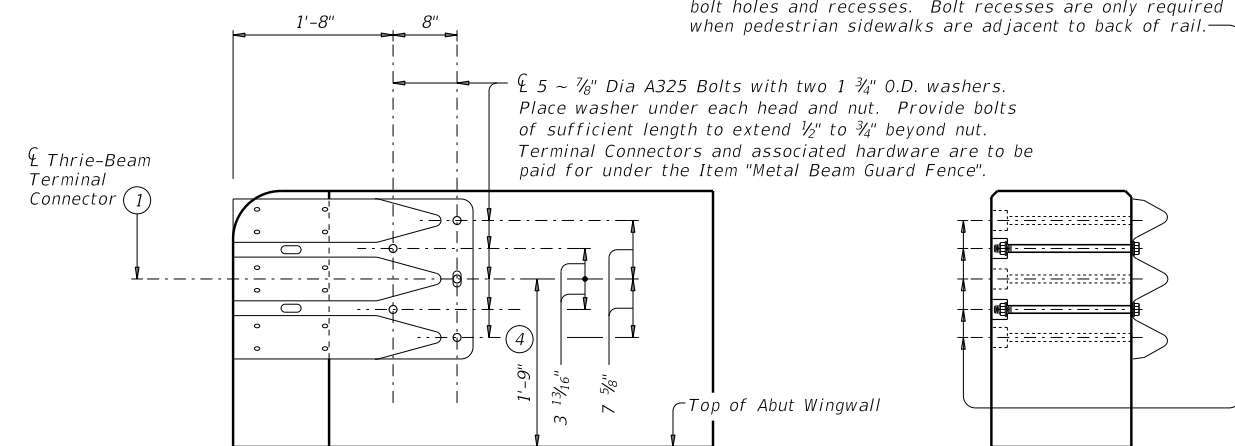 bolt holes and recesses. Bolt recesses are only required
when pedestrian sidewalks are adjacent to back of rail.
1'-8" 8"
℄ 5 ~ ⅞" Dia A325 Bolts with two 1 ¾" O.D. washers.
Place washer under each head and nut. Provide bolts
of sufficient length to extend ½" to ¾" beyond nut.
Terminal Connectors and associated hardware are to be
paid for under the Item "Metal Beam Guard Fence".
℄ Thrie-Beam
Terminal
Connector 1
4
1'-9"
3 13/16"
7 ⅝"
Top of Abut Wingwall